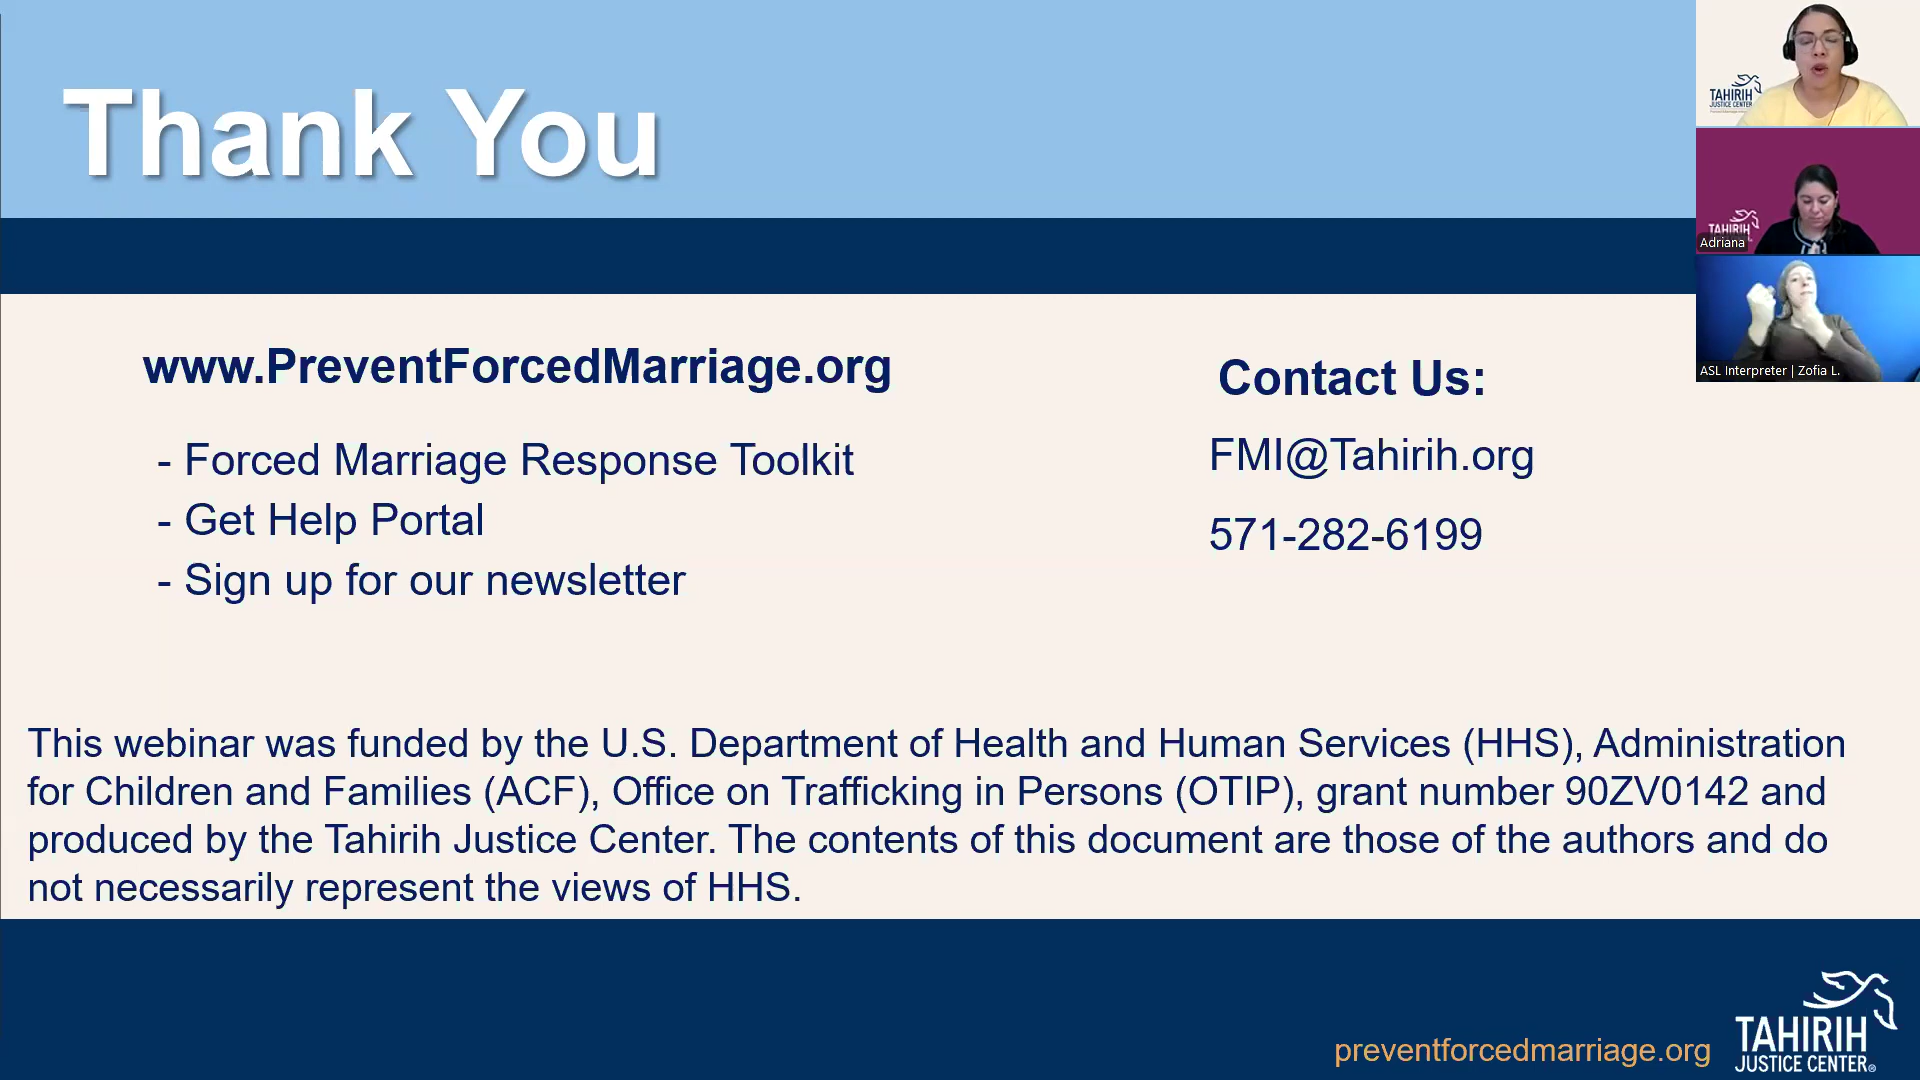 Thank You
www.PreventForcedMarriage.org
- Forced Marriage Response Toolkit
- Get Help Portal
- Sign up for our newsletter
Contact Us:
FMI@Tahirih.org
571-282-6199
This webinar was funded by the U.S. Department of Health and Human Services (HHS), Administration
for Children and Families (ACF), Office on Trafficking in Persons (OTIP), grant number 90ZV0142 and
produced by the Tahirih Justice Center. The contents of this document are those of the authors and do
not necessarily represent the views of HHS.
preventforcedmarriage.org
TAHIRIH
JUSTICE CENTER®
TAHIRIH
JUSTICE CENTER
TAHIRIH
Adriana
ASL Interpreter | Zofia L.